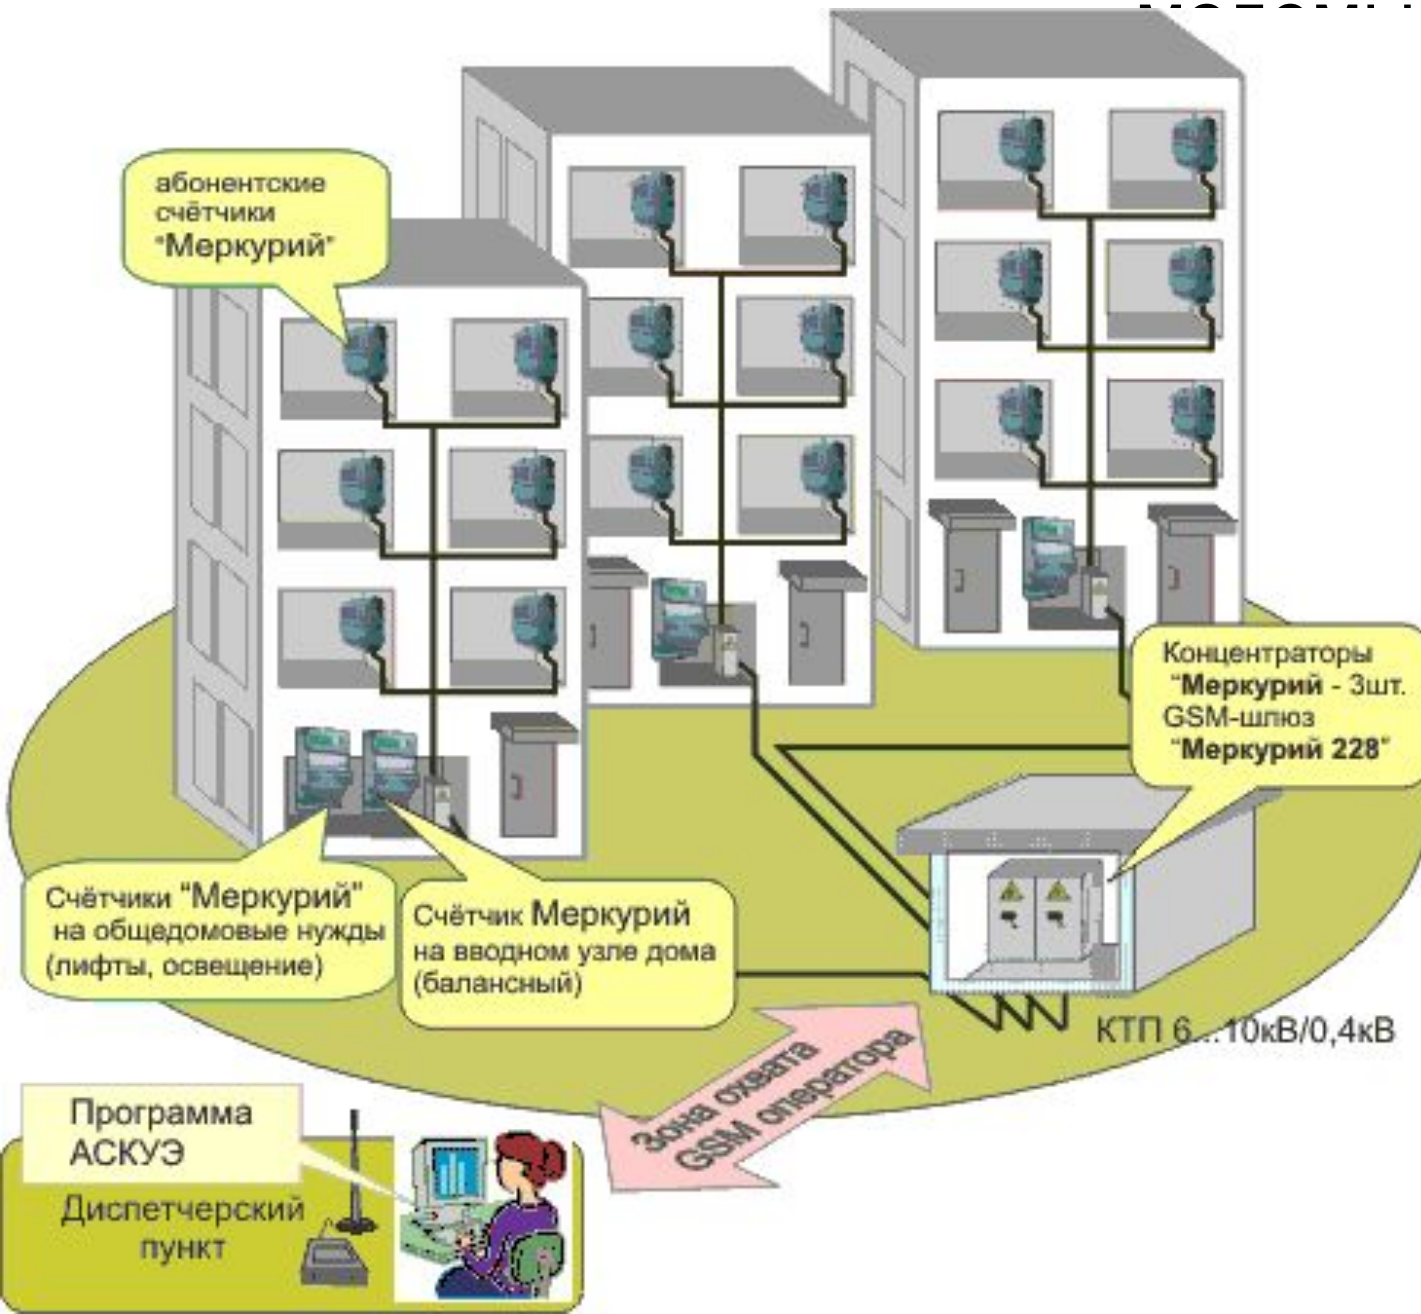 абонентские
счётчики
"Меркурий"
Концентраторы
"Меркурий - 3шт.
GSM-шлюз
"Меркурий 228"
Счётчики "Меркурий"
на общедомовые нужды
(лифты, освещение)
Счётчик Меркурий
на вводном узле дома
(балансный)
КТП 6...10кВ/0,4кВ
Зона охвата
GSM оператора
Программа
АСКУЭ
Диспетчерский
пункт